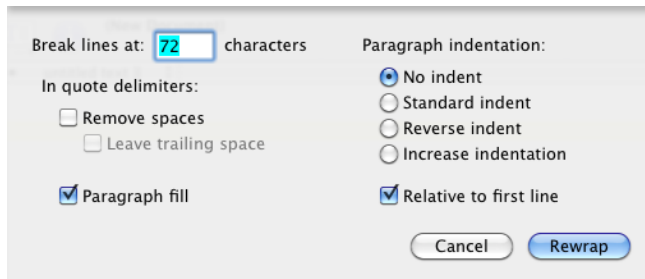 Break lines at: 72 characters
In quote delimiters:
Remove spaces
Leave trailing space
Paragraph fill
Paragraph indentation:
No indent
Standard indent
Reverse indent
Increase indentation
Relative to first line
Cancel
Rewrap